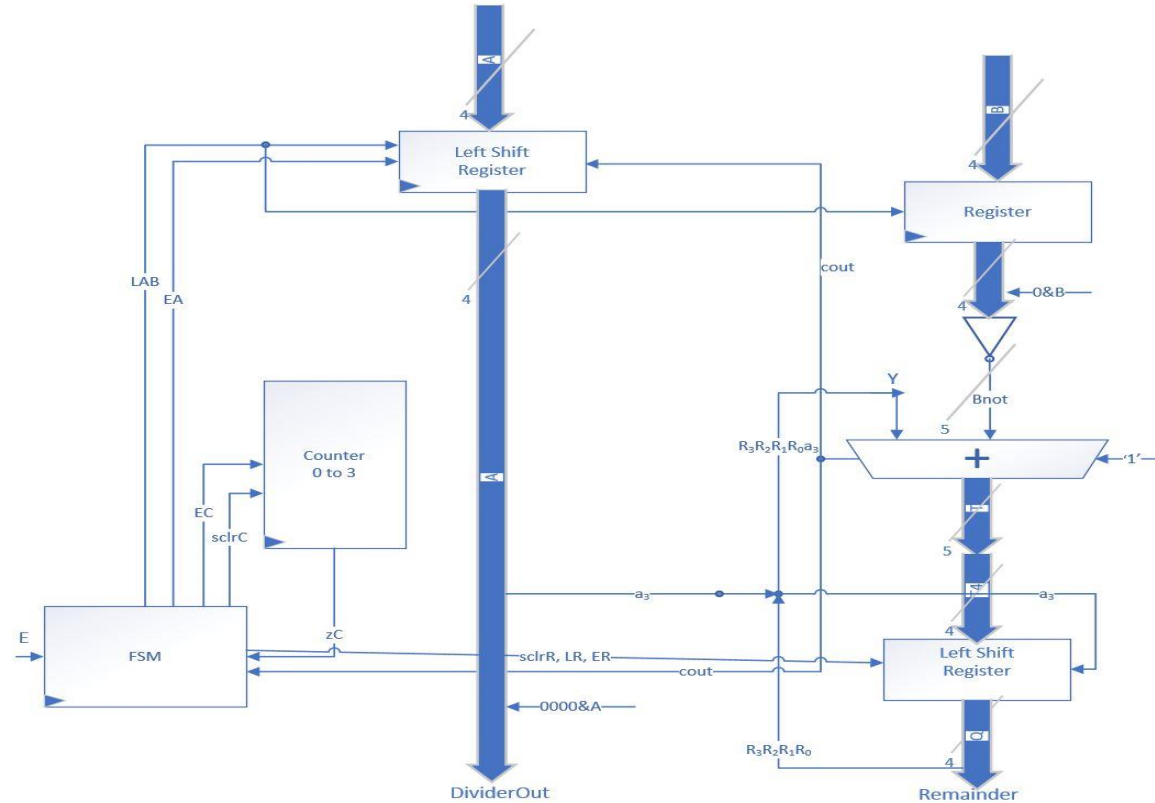 A
4
Left Shift
Register
B
4
Register
4
LAB
EA
cout
4
0&B
Y
Bnot
5
R₃R₂R₁R₀a₃
+
'1'
Counter
0 to 3
EC
sclrC
A
T
5
a₃
T4
a₃
4
E
FSM
zC
sclrR, LR, ER
cout
Left Shift
Register
0000&A
R₃R₂R₁R₀
Q
4
DividerOut
Remainder